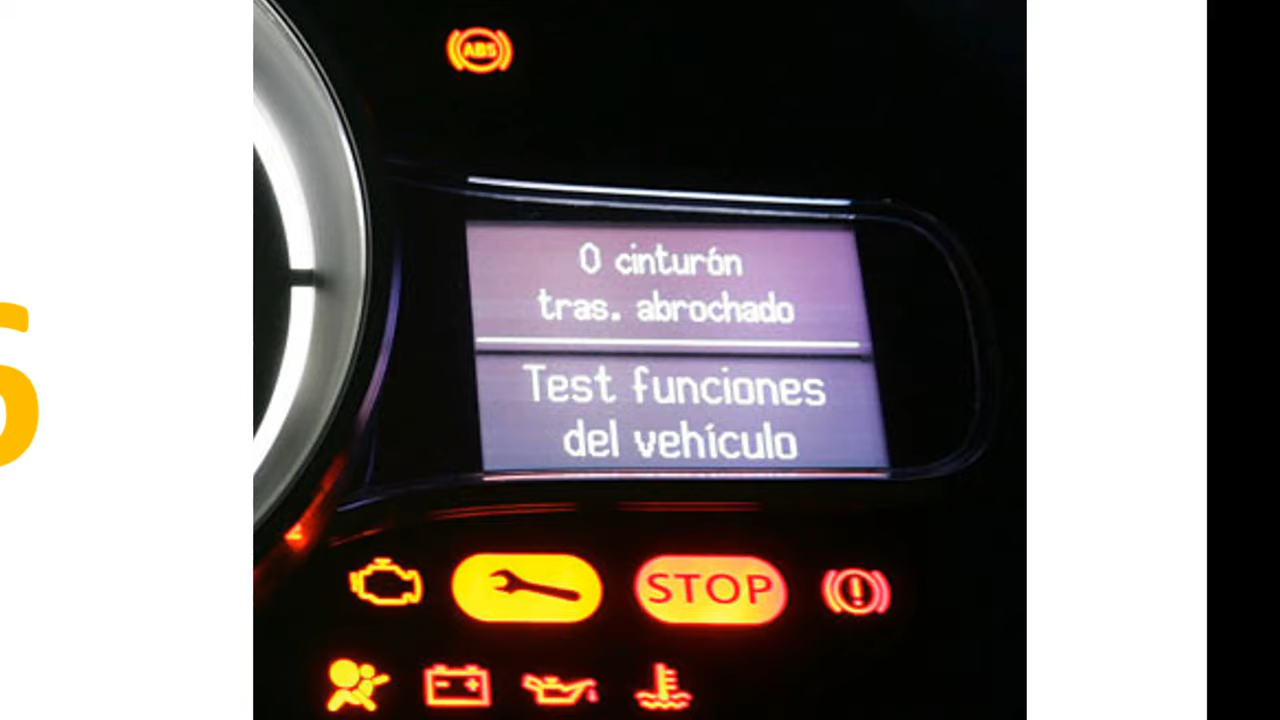 ABS
0 cinturón
tras. abrochado
Test funciones
del vehículo
STOP